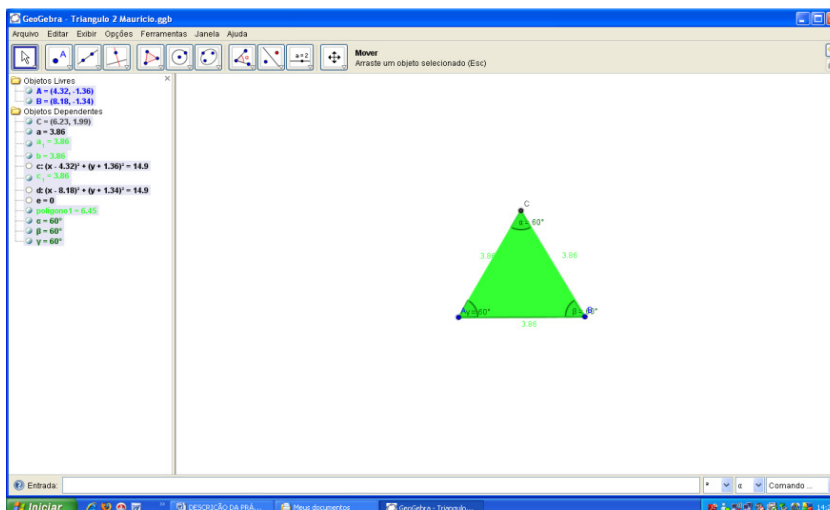 GeoGebra - Triangulo 2 Mauricio.ggb
Arquivo Editar Exibir Opções Ferramentas Janela Ajuda
A
α
a=2
Mover
Arraste um objeto selecionado (Esc)
Objetos Livres
A = (4.32, -1.36)
B = (8.18, -1.34)
Objetos Dependentes
C = (6.23, 1.99)
a = 3.86
a₁ = 3.86
b = 3.86
c: (x - 4.32)² + (y + 1.36)² = 14.9
c₁ = 3.86
d: (x - 8.18)² + (y + 1.34)² = 14.9
e = 0
polígono1 = 6.45
α = 60°
β = 60°
γ = 60°
C
α = 60°
3.86
3.86
A
γ = 60°
β = 60°
B
3.86
Entrada:
α
Comando ...
Iniciar
DESCRIÇÃO DA PRÁ...
Meus documentos
GeoGebra - Triangulo...